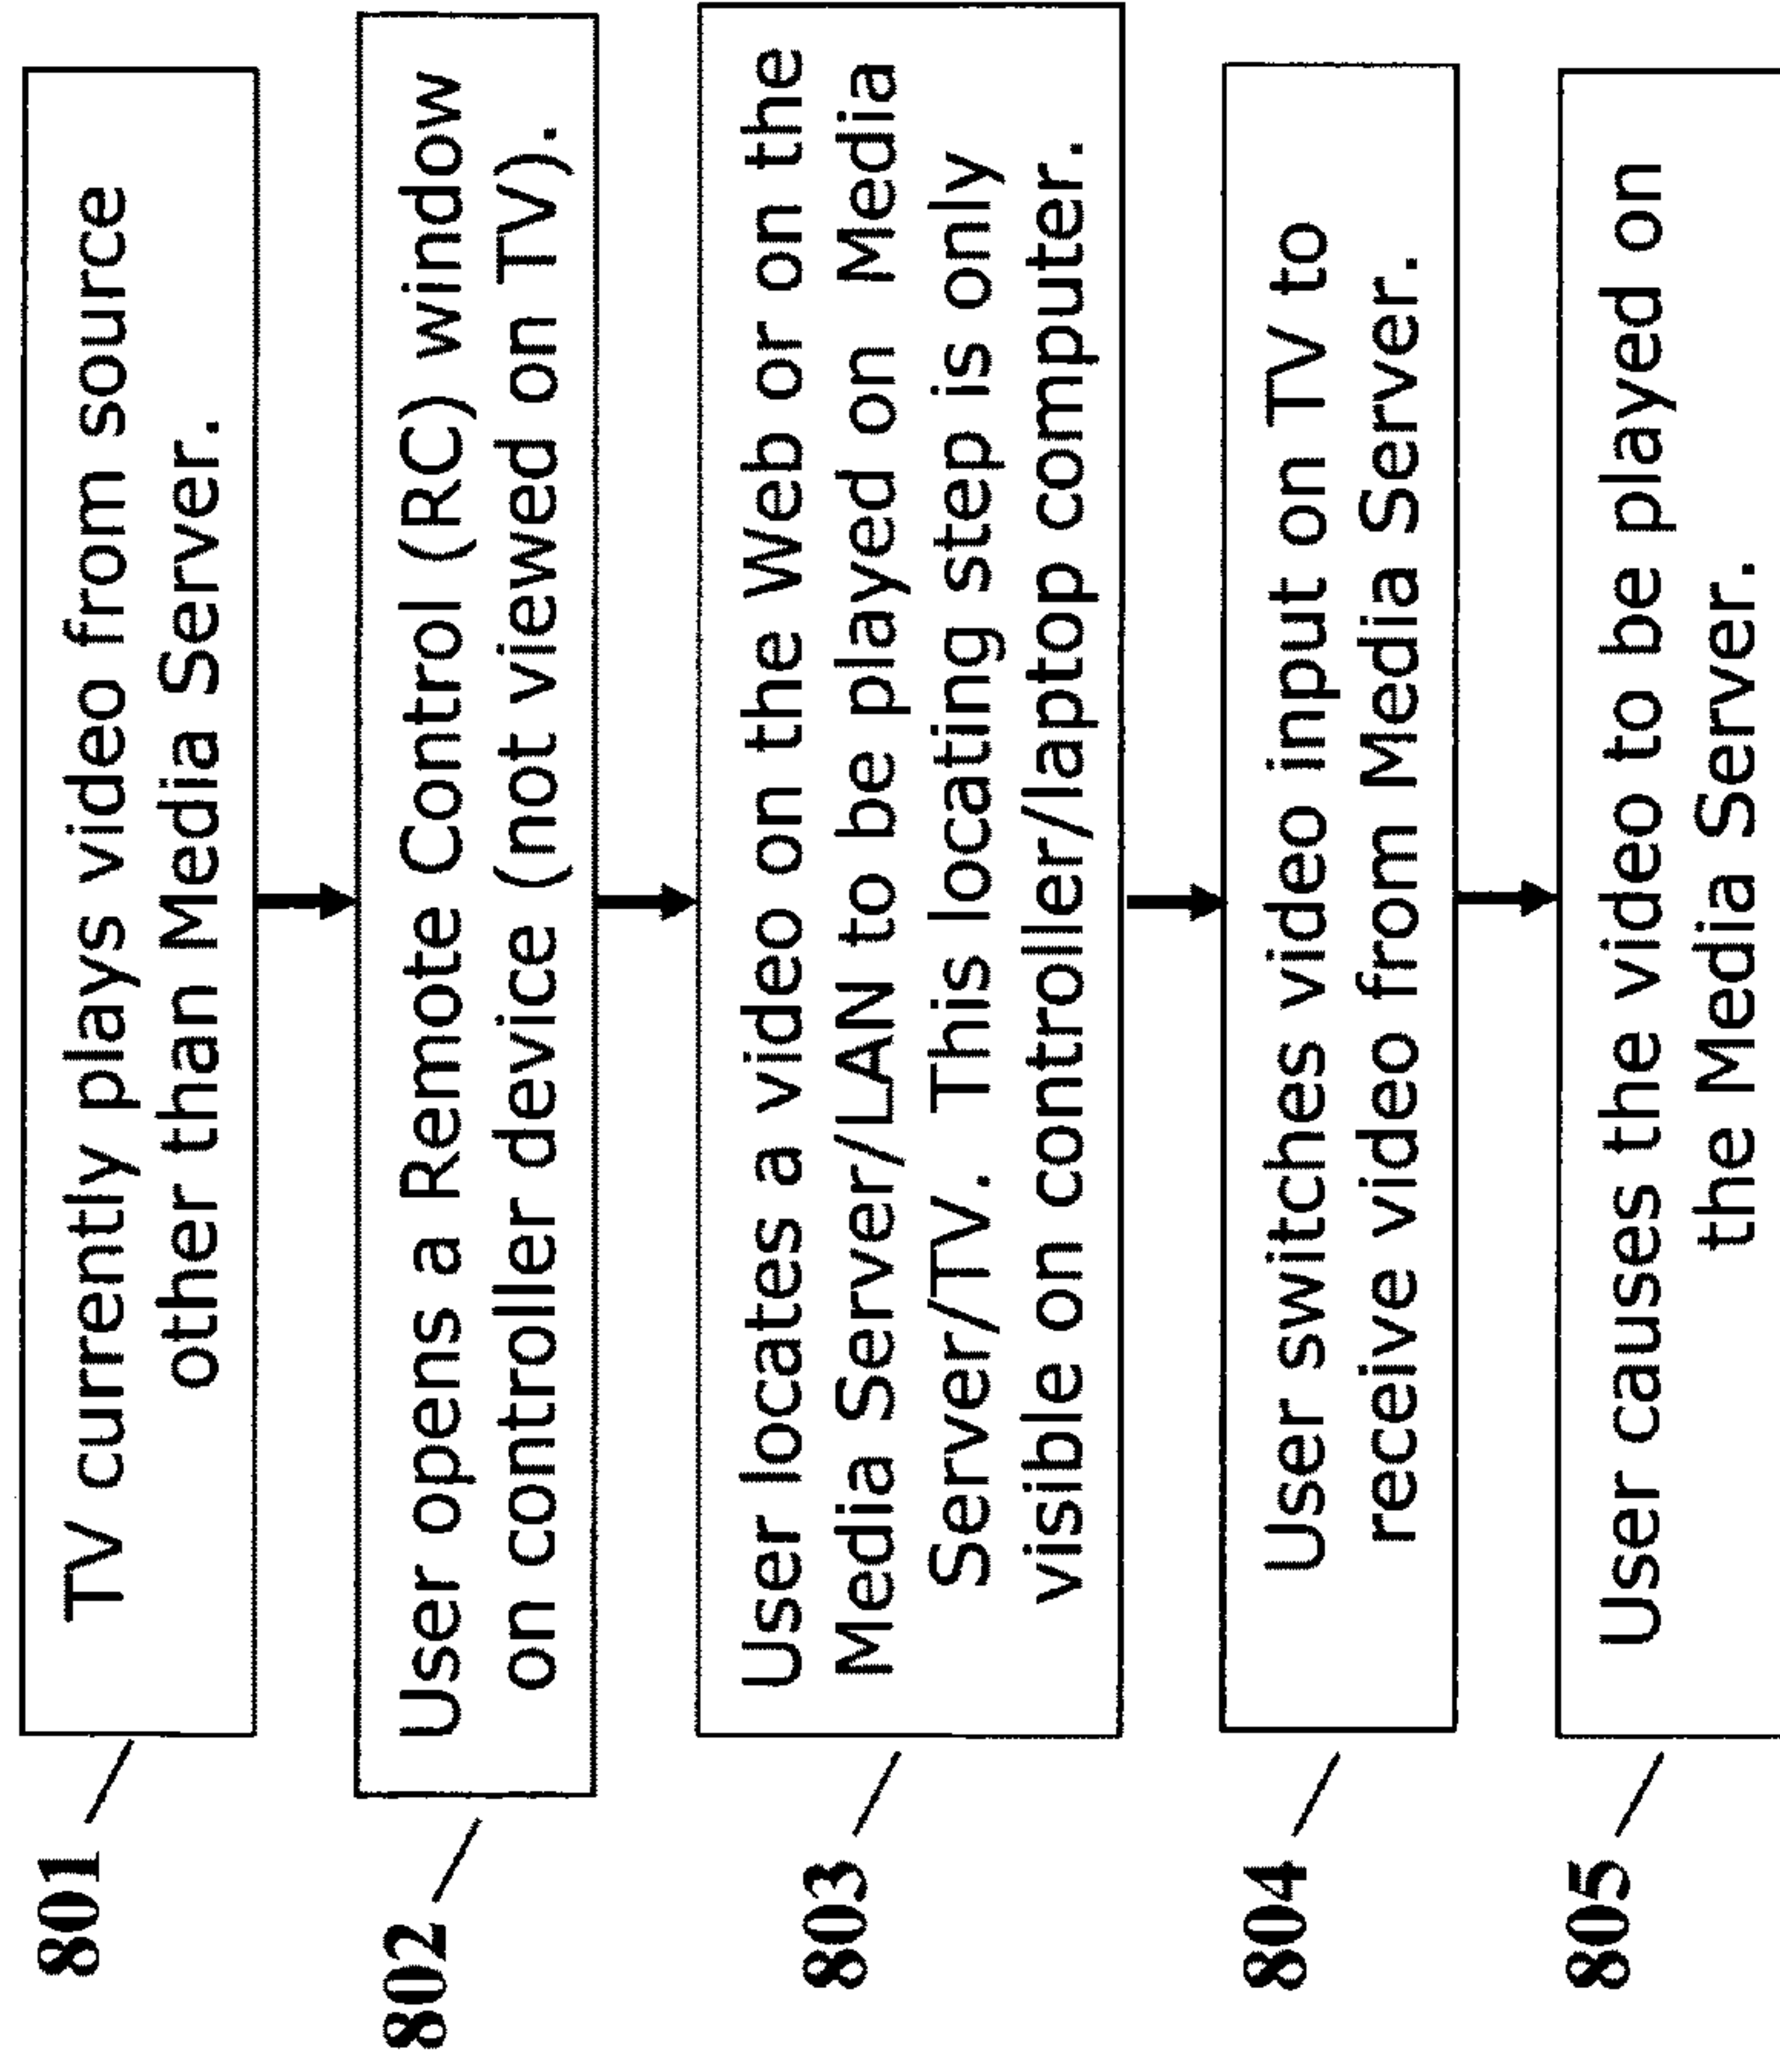 801
TV currently plays video from source
other than Media Server.
802
User opens a Remote Control (RC) window
on controller device (not viewed on TV).
803
User locates a video on the Web or on the
Media Server/LAN to be played on Media
Server/TV. This locating step is only
visible on controller/laptop computer.
804
User switches video input on TV to
receive video from Media Server.
805
User causes the video to be played on
the Media Server.